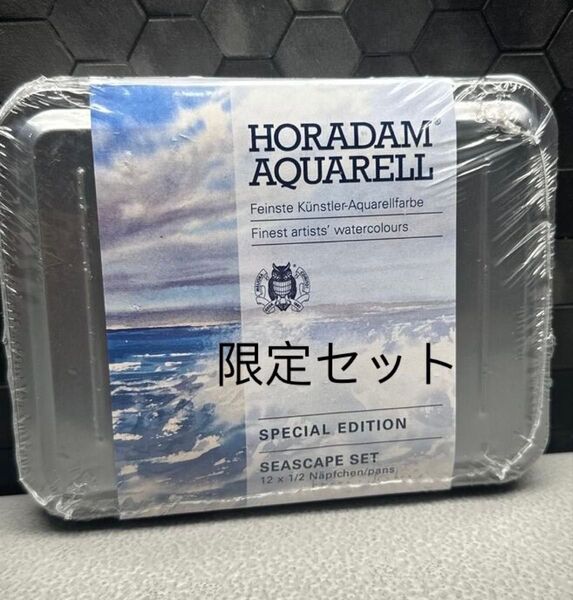 HORADAM®
AQUARELL
Feinste Künstler-Aquarellfarbe
Finest artists' watercolours
限定セット
SPECIAL EDITION
SEASCAPE SET
12 x 1/2 Näpfchen/pans